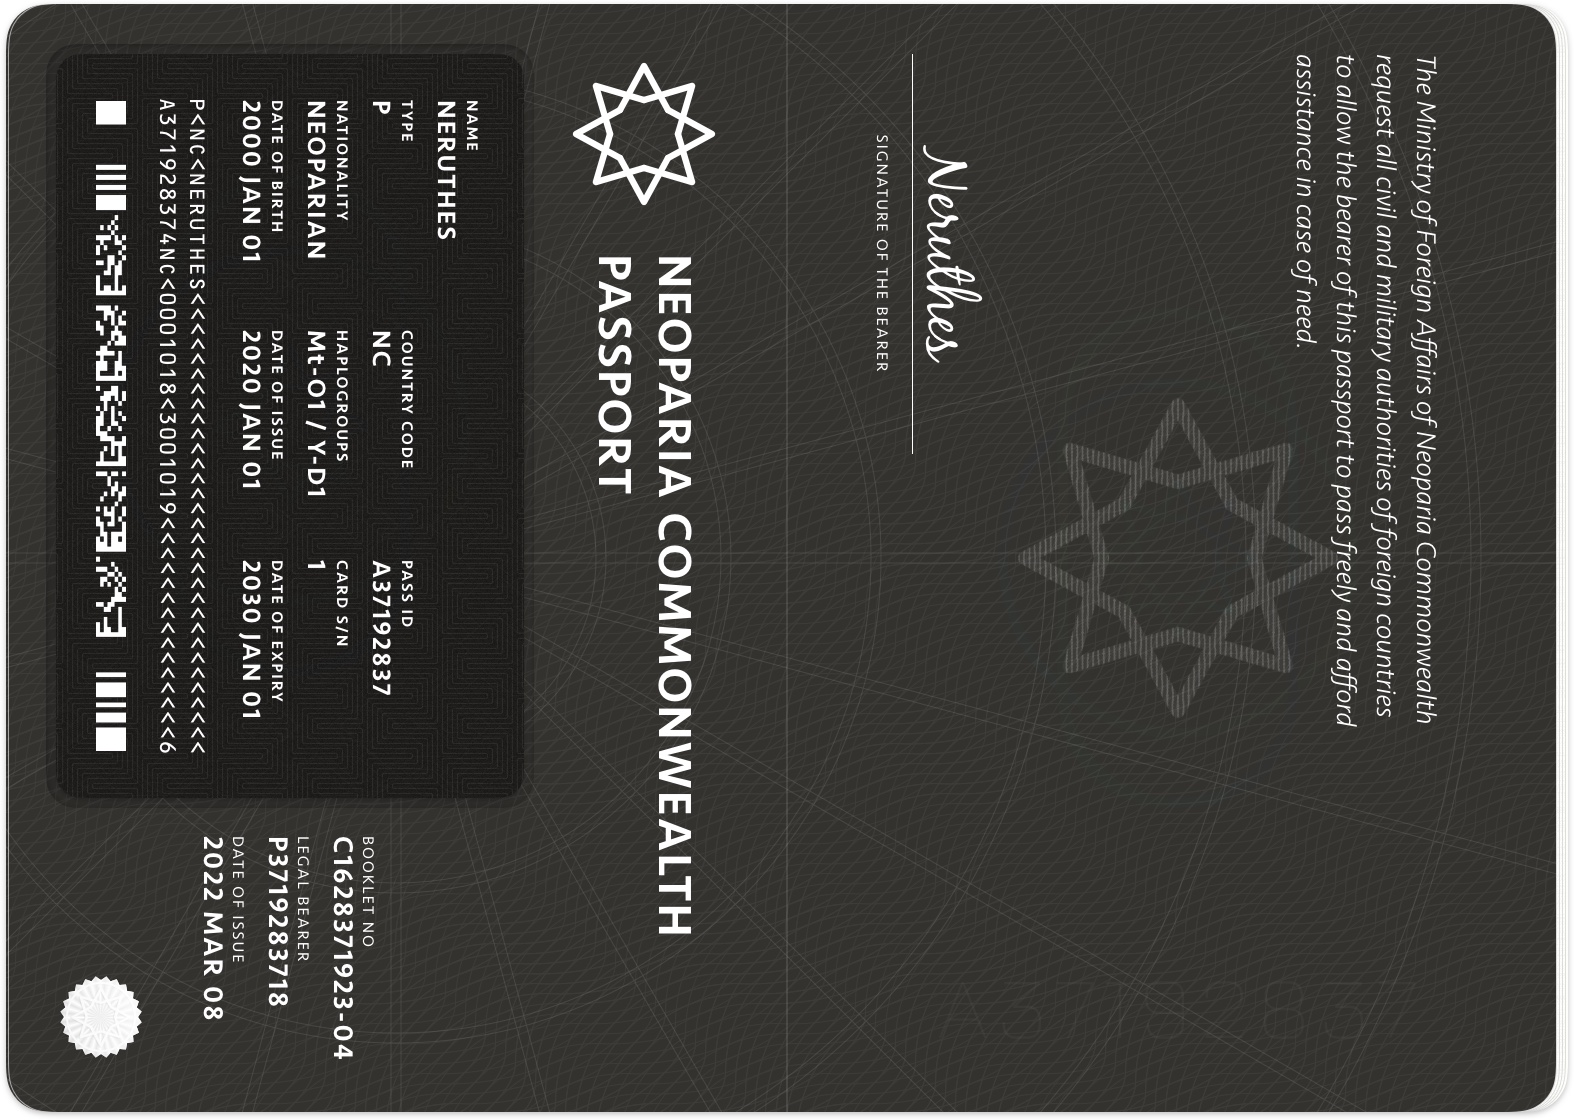 The Ministry of Foreign Affairs of Neoparia Commonwealth
request all civil and military authorities of foreign countries
to allow the bearer of this passport to pass freely and afford
assistance in case of need.
Neruthes
SIGNATURE OF THE BEARER
NEOPARIA COMMONWEALTH
PASSPORT
NAME
NERUTHES
TYPE COUNTRY CODE PASS ID
P NC A37192837
NATIONALITY HAPLOGROUPS CARD S/N
NEOPARIAN Mt-O1 / Y-D1 1
DATE OF BIRTH DATE OF ISSUE DATE OF EXPIRY
2000 JAN 01 2020 JAN 01 2030 JAN 01
P<NC<NERUTHES<<<<<<<<<<<<<<<<<<<<<<<<<<<<<<<
A371928374NC<0001018<3001019<<<<<<<<<<<<<<<6
BOOKLET NO
C1628371923-04
LEGAL BEARER
P3719283718
DATE OF ISSUE
2022 MAR 08